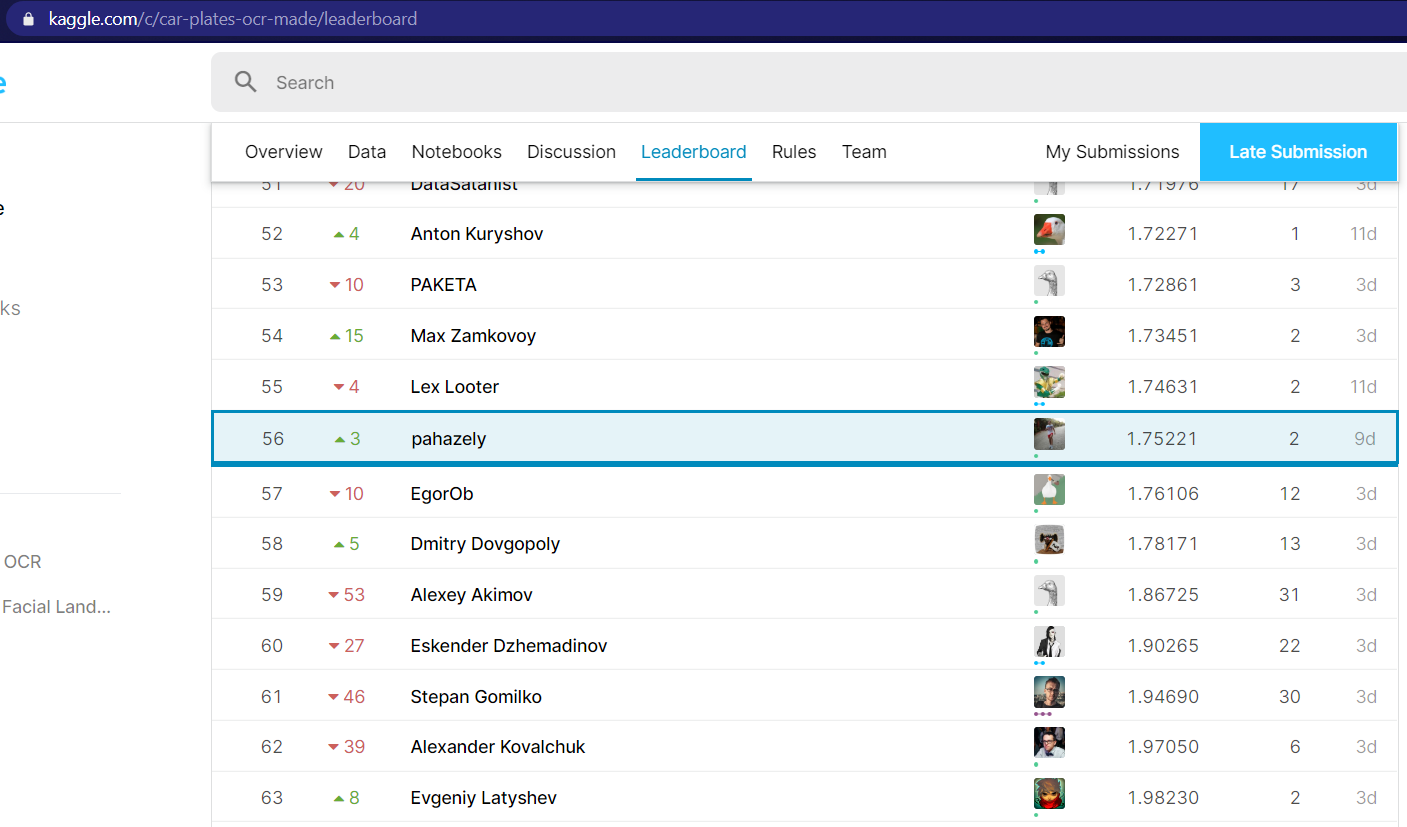 kaggle.com/c/car-plates-ocr-made/leaderboard
e
Search
Overview Data Notebooks Discussion Leaderboard Rules Team My Submissions Late Submission
51 20 DataSatanist 1.71976 17 3d
e
52 4 Anton Kuryshov 1.72271 1 11d
53 10 PAKETA 1.72861 3 3d
ks
54 15 Max Zamkovoy 1.73451 2 3d
55 4 Lex Looter 1.74631 2 11d
56 3 pahazely 1.75221 2 9d
57 10 EgorOb 1.76106 12 3d
58 5 Dmitry Dovgopoly 1.78171 13 3d
OCR
59 53 Alexey Akimov 1.86725 31 3d
Facial Land...
60 27 Eskender Dzhemadinov 1.90265 22 3d
61 46 Stepan Gomilko 1.94690 30 3d
62 39 Alexander Kovalchuk 1.97050 6 3d
63 8 Evgeniy Latyshev 1.98230 2 3d